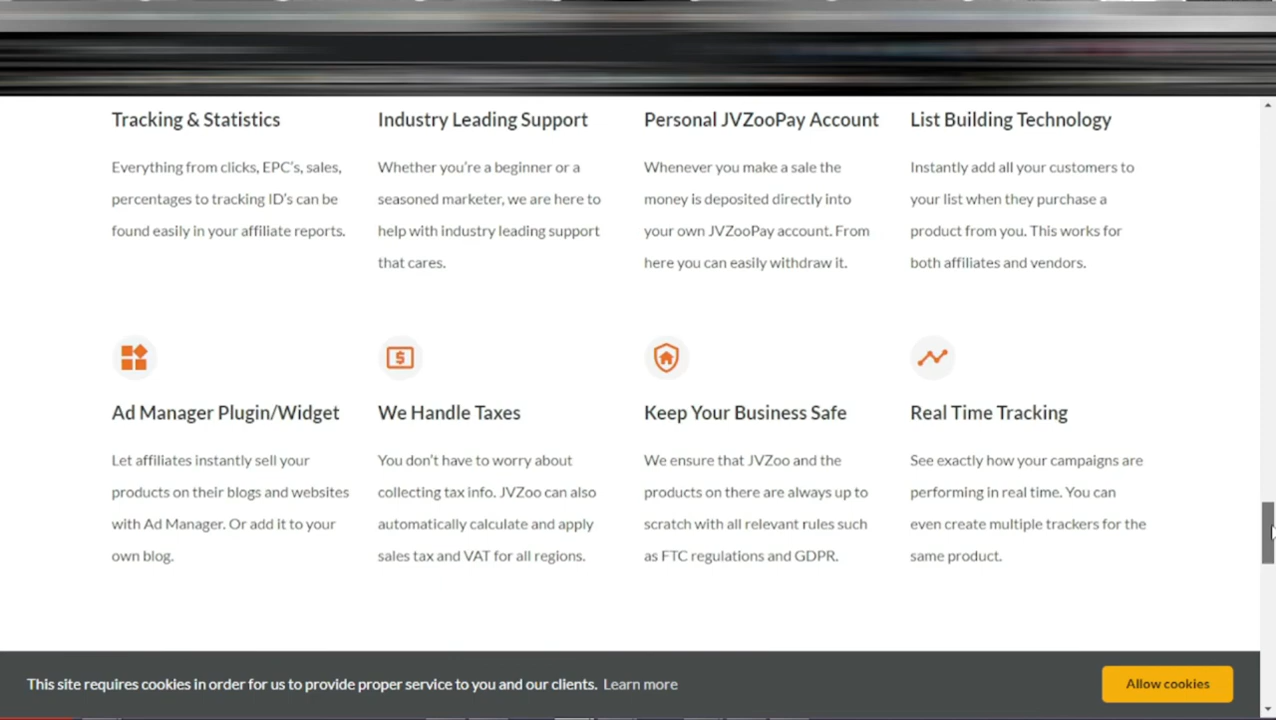 Tracking & Statistics
Everything from clicks, EPC's, sales,
percentages to tracking ID's can be
found easily in your affiliate reports.
Industry Leading Support
Whether you're a beginner or a
seasoned marketer, we are here to
help with industry leading support
that cares.
Personal JVZooPay Account
Whenever you make a sale the
money is deposited directly into
your own JVZooPay account. From
here you can easily withdraw it.
List Building Technology
Instantly add all your customers to
your list when they purchase a
product from you. This works for
both affiliates and vendors.
Ad Manager Plugin/Widget
Let affiliates instantly sell your
products on their blogs and websites
with Ad Manager. Or add it to your
own blog.
$
We Handle Taxes
You don't have to worry about
collecting tax info. JVZoo can also
automatically calculate and apply
sales tax and VAT for all regions.
Keep Your Business Safe
We ensure that JVZoo and the
products on there are always up to
scratch with all relevant rules such
as FTC regulations and GDPR.
Real Time Tracking
See exactly how your campaigns are
performing in real time. You can
even create multiple trackers for the
same product.
This site requires cookies in order for us to provide proper service to you and our clients. Learn more
Allow cookies